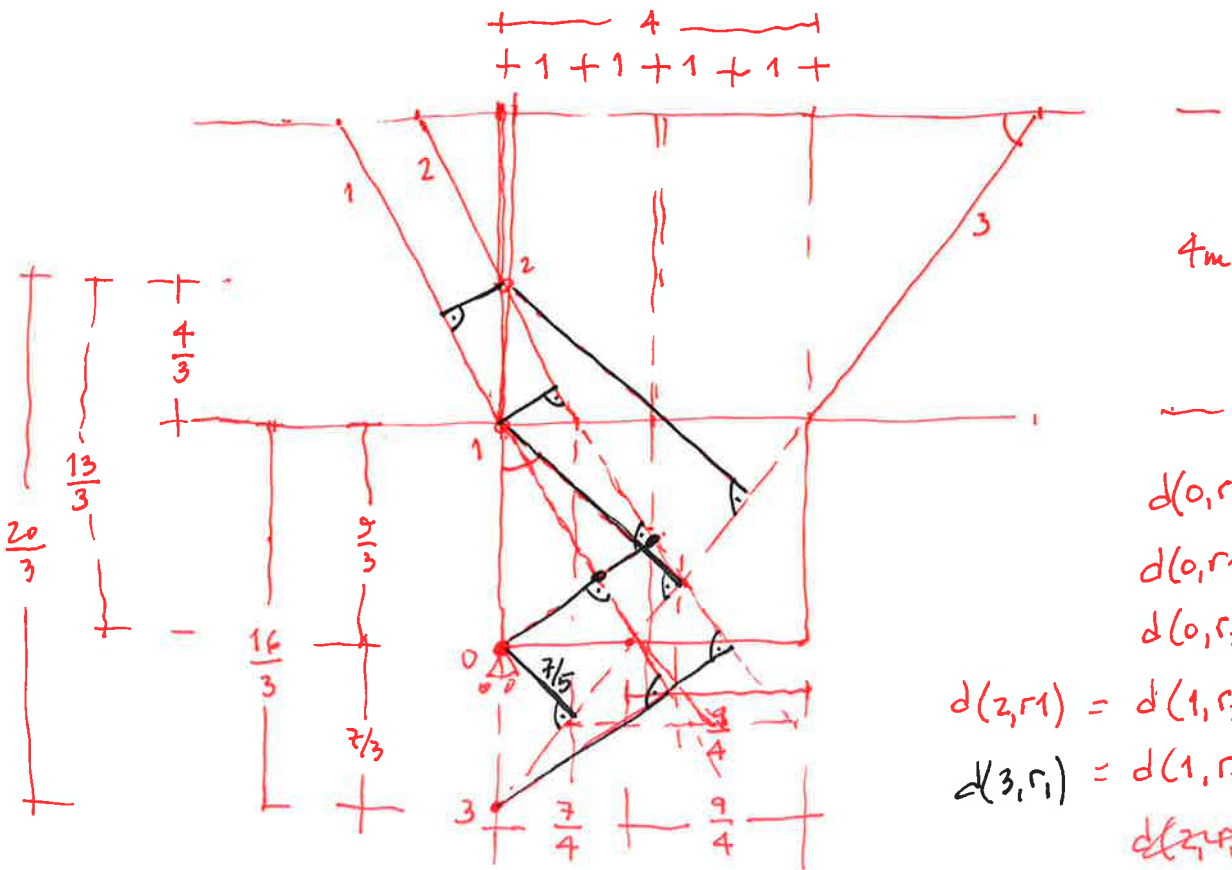 4
+ 1 + 1 + 1 + 1 +
1
2
3
4m
2
4/3
1
13/3
20/3
9/3
16/3
7/3
0
7/5
9/4
3
7/4
9/4
d(0,r
d(0,r
d(0,r
d(2,r1) = d(1,r
d(3,r1) = d(1,r